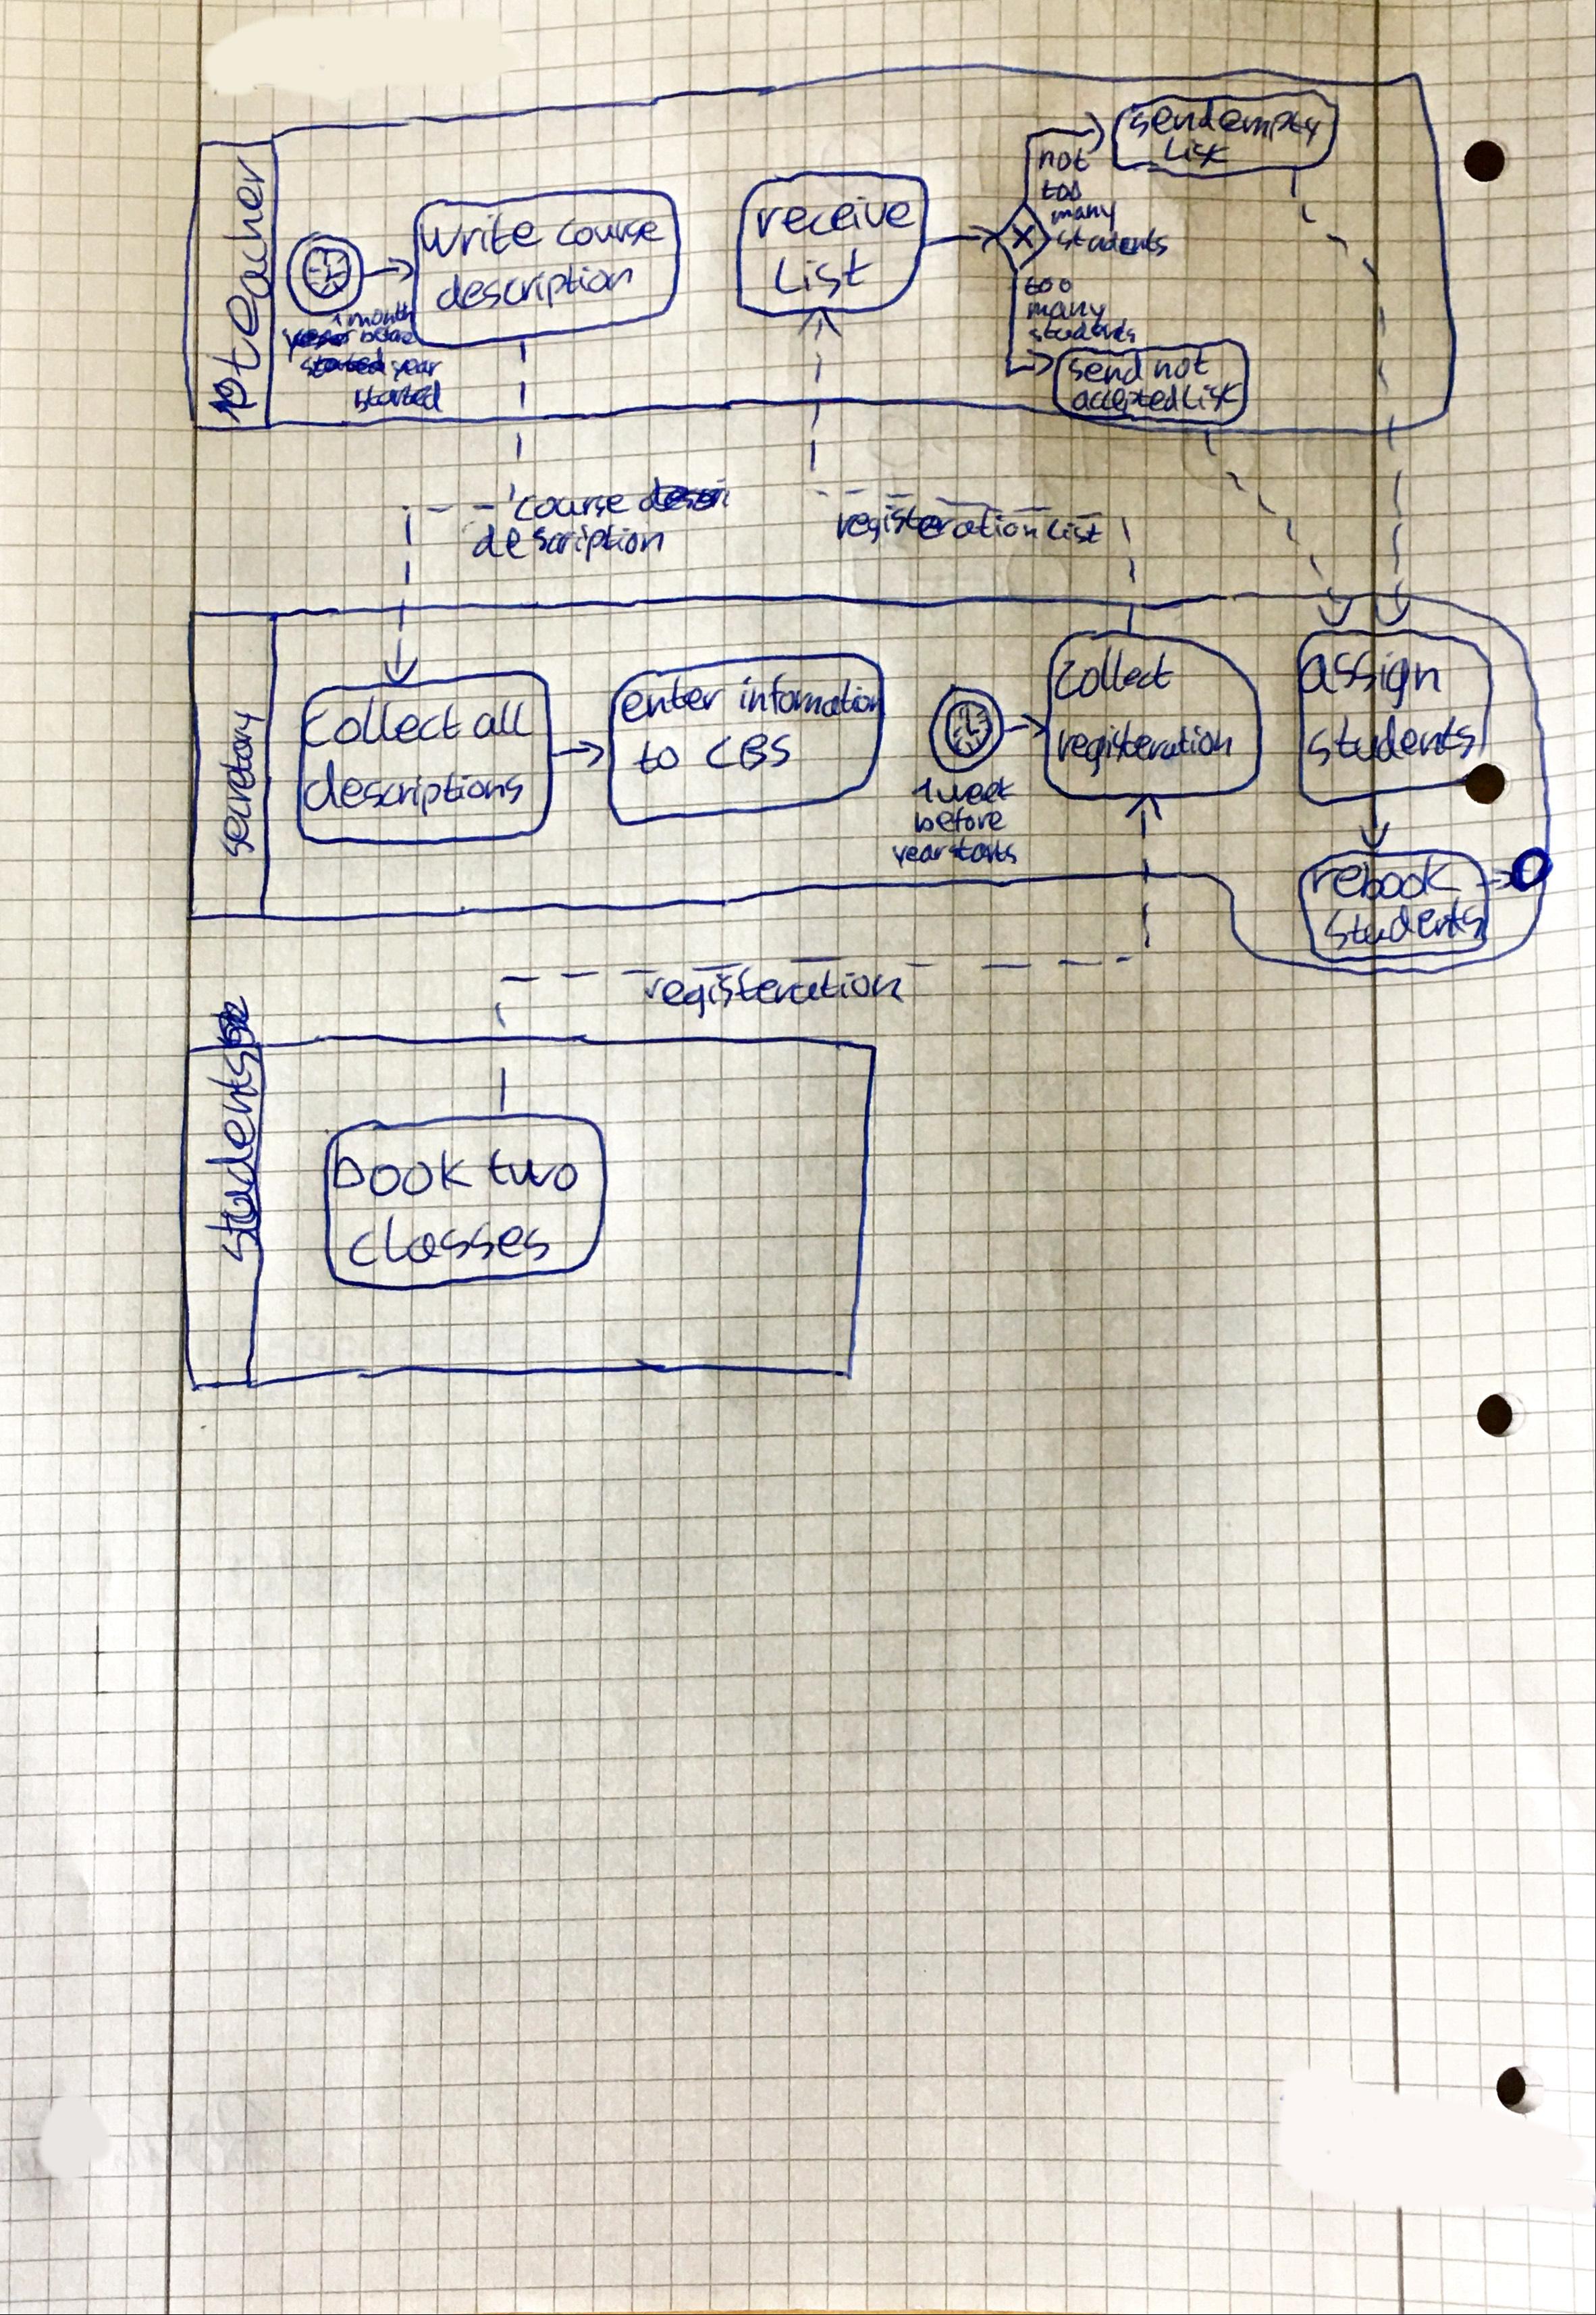 teacher
Write course
description
1 month
before
year
started
receive
List
not
too
many
students
X
too
many
students
send empty
List
send not
accepted List
course
description
registeration List
secretary
Collect all
descriptions
enter infomation
to CBS
1 week
before
year starts
collect
registeration
assign
students
rebook
students
registeration
students
book two
classes